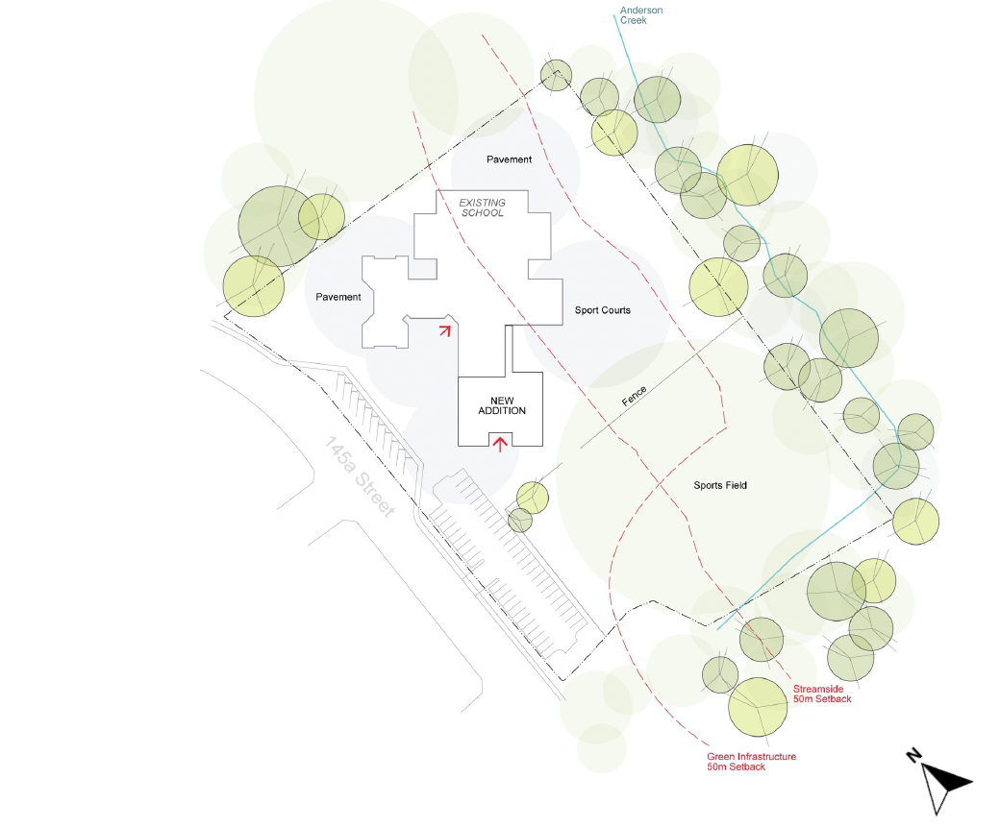 Anderson
Creek
Pavement
EXISTING
SCHOOL
Pavement
Sport Courts
Fence
NEW
ADDITION
145a Street
Sports Field
Streamside
50m Setback
Green Infrastructure
50m Setback
N